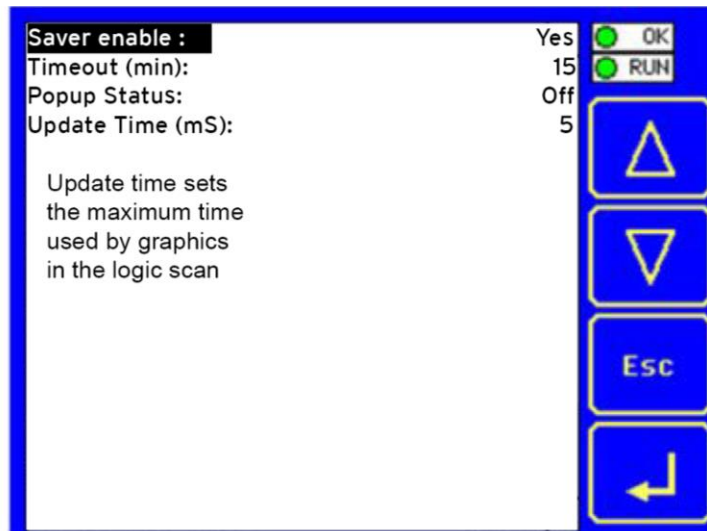 Saver enable : Yes
Timeout (min): 15
Popup Status: Off
Update Time (mS): 5
Update time sets
the maximum time
used by graphics
in the logic scan
OK
RUN
Esc